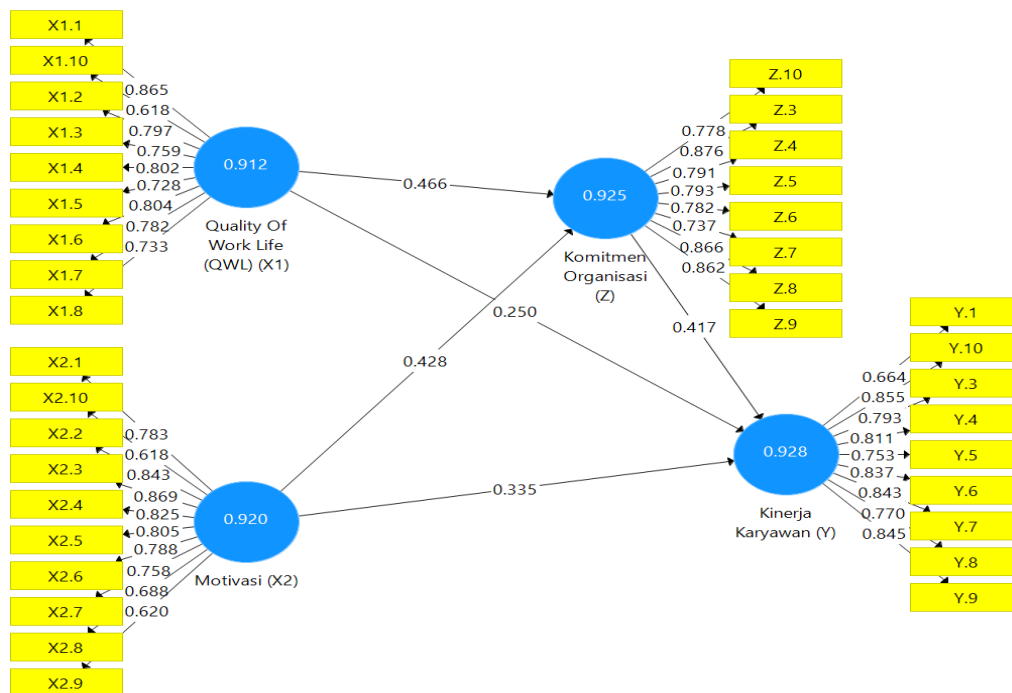 X1.1
X1.10
X1.2
X1.3
X1.4
X1.5
X1.6
X1.7
X1.8
0.865
0.618
0.797
0.759
0.802
0.728
0.804
0.782
0.733
0.912
Quality Of
Work Life
(QWL) (X1)
X2.1
X2.10
X2.2
X2.3
X2.4
X2.5
X2.6
X2.7
X2.8
X2.9
0.783
0.618
0.843
0.869
0.825
0.805
0.788
0.758
0.688
0.620
0.920
Motivasi (X2)
0.466
0.250
0.428
0.335
0.417
0.925
Komitmen
Organisasi
(Z)
0.778
0.876
0.791
0.793
0.782
0.737
0.866
0.862
Z.10
Z.3
Z.4
Z.5
Z.6
Z.7
Z.8
Z.9
0.928
Kinerja
Karyawan (Y)
0.664
0.855
0.793
0.811
0.753
0.837
0.843
0.770
0.845
Y.1
Y.10
Y.3
Y.4
Y.5
Y.6
Y.7
Y.8
Y.9